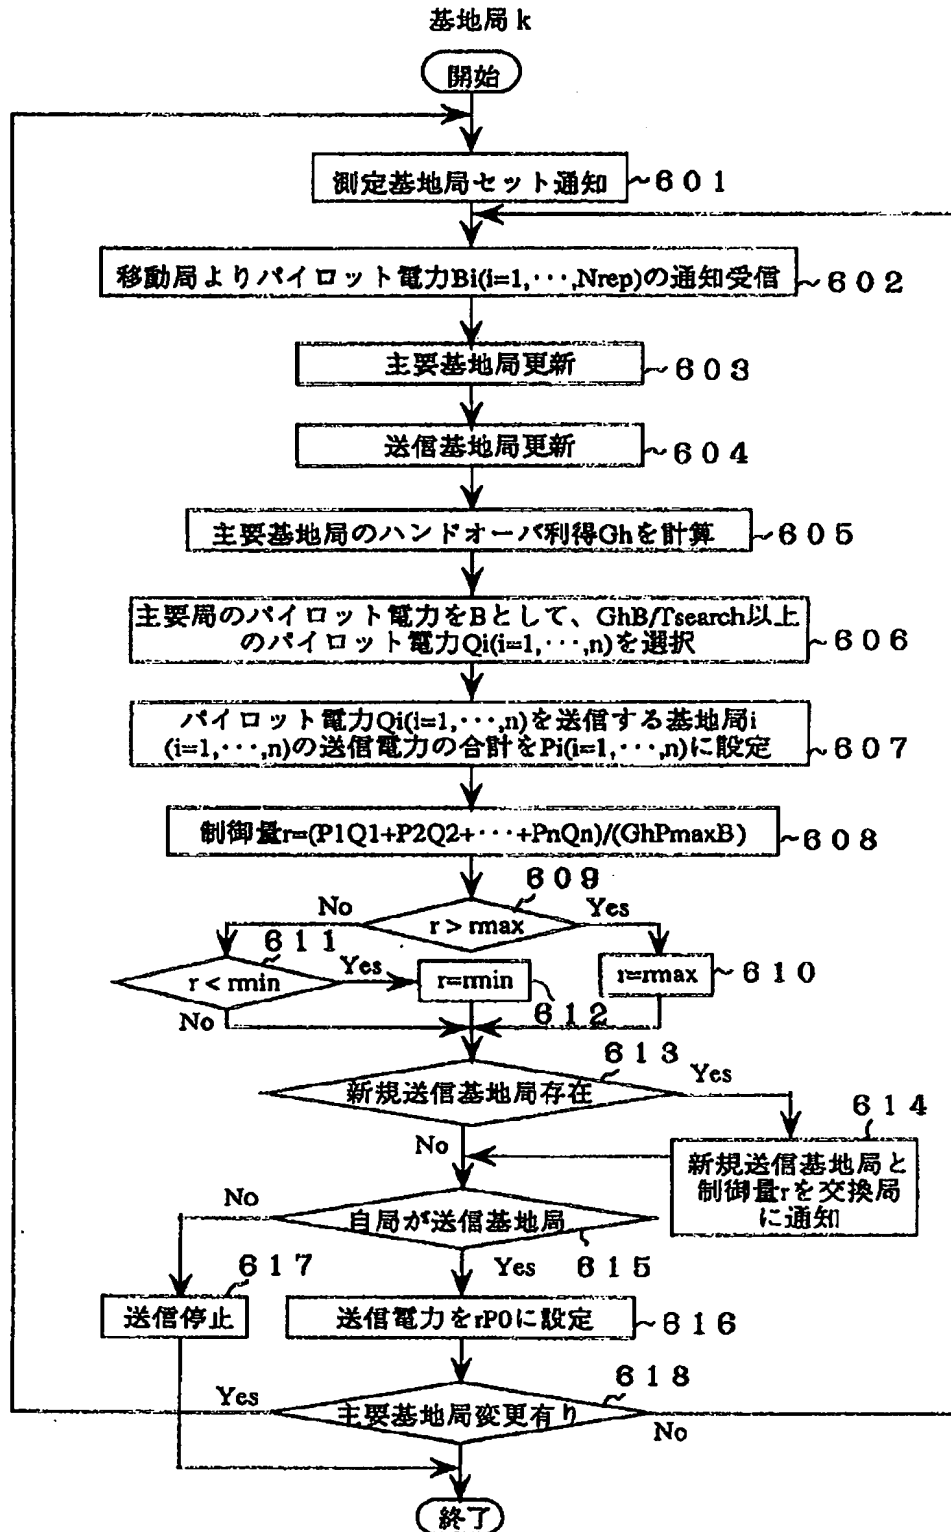 基地局 k
開始
測定基地局セット通知
601
移動局よりパイロット電力Bi(i=1,···,Nrep)の通知受信
602
主要基地局更新
603
送信基地局更新
604
主要基地局のハンドオーバ利得Ghを計算
605
主要局のパイロット電力をBとして、GhB/Tsearch以上
のパイロット電力Qi(i=1,···,n)を選択
606
パイロット電力Qi(i=1,···,n)を送信する基地局i
(i=1,···,n)の送信電力の合計をPi(i=1,···,n)に設定
607
制御量r=(P1Q1+P2Q2+···+PnQn)/(GhPmaxB)
608
609
No
r > rmax
Yes
611
r < rmin
Yes
r=rmin
612
r=rmax
610
No
613
新規送信基地局存在
Yes
614
No
新規送信基地局と
制御量rを交換局
に通知
No
自局が送信基地局
615
617
Yes
送信停止
送信電力をrP0に設定
616
618
Yes
主要基地局変更有り
No
終了